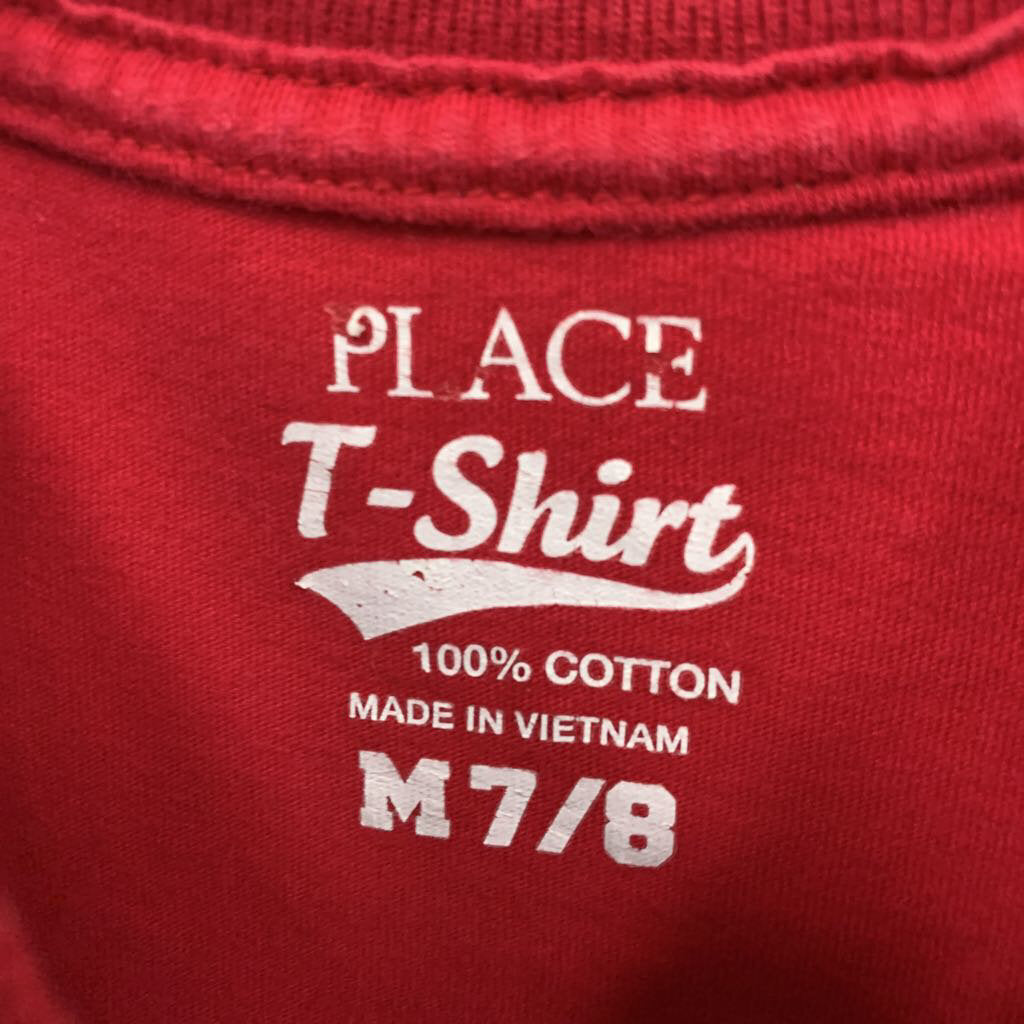 PLACE
T-Shirt
100% COTTON
MADE IN VIETNAM
M 7/8